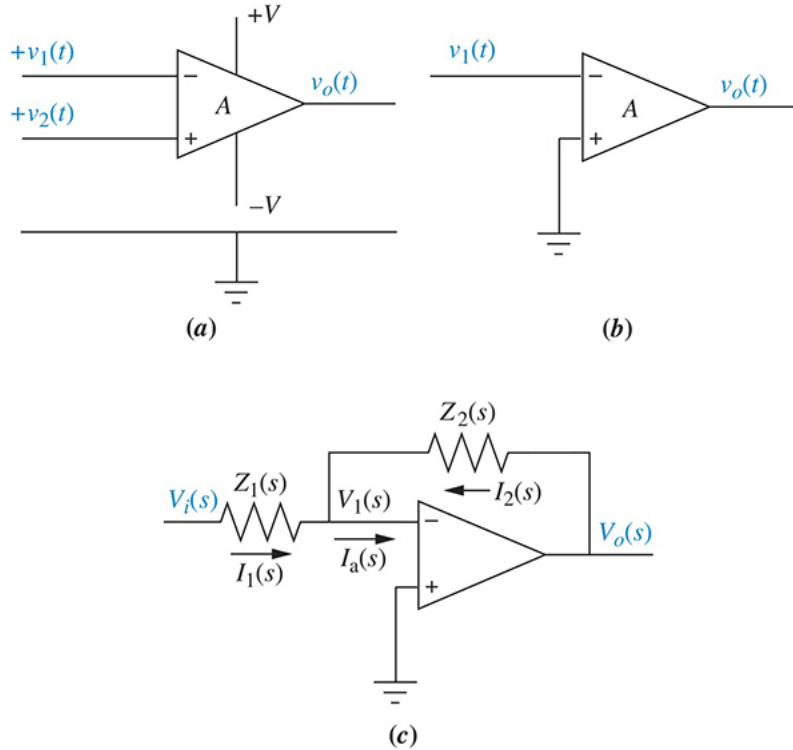 +V
+v₁(t)
−
A
vₒ(t)
+v₂(t)
+
−V
(a)
v₁(t)
−
A
vₒ(t)
+
(b)
Z₂(s)
Vᵢ(s)
Z₁(s)
V₁(s)
I₂(s)
−
Vₒ(s)
I₁(s)
Iₐ(s)
+
(c)